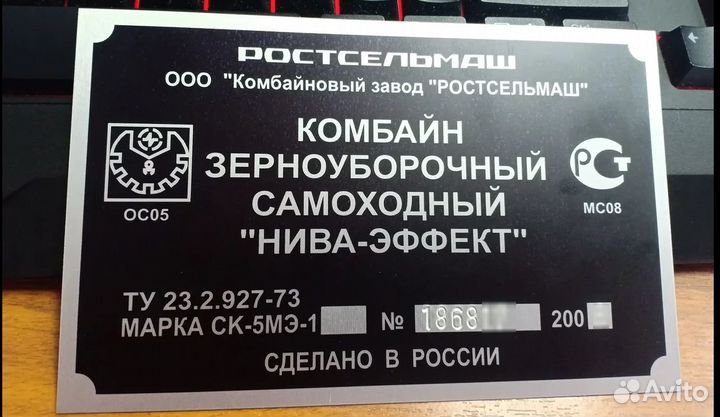 РОСТСЕЛЬМАШ
ООО "Комбайновый завод "РОСТСЕЛЬМАШ"
КОМБАЙН
ЗЕРНОУБОРОЧНЫЙ
САМОХОДНЫЙ
"НИВА-ЭФФЕКТ"
ОС05
РСТ
МС08
ТУ 23.2.927-73
МАРКА СК-5МЭ-1 № 1868 200
СДЕЛАНО В РОССИИ
Avito